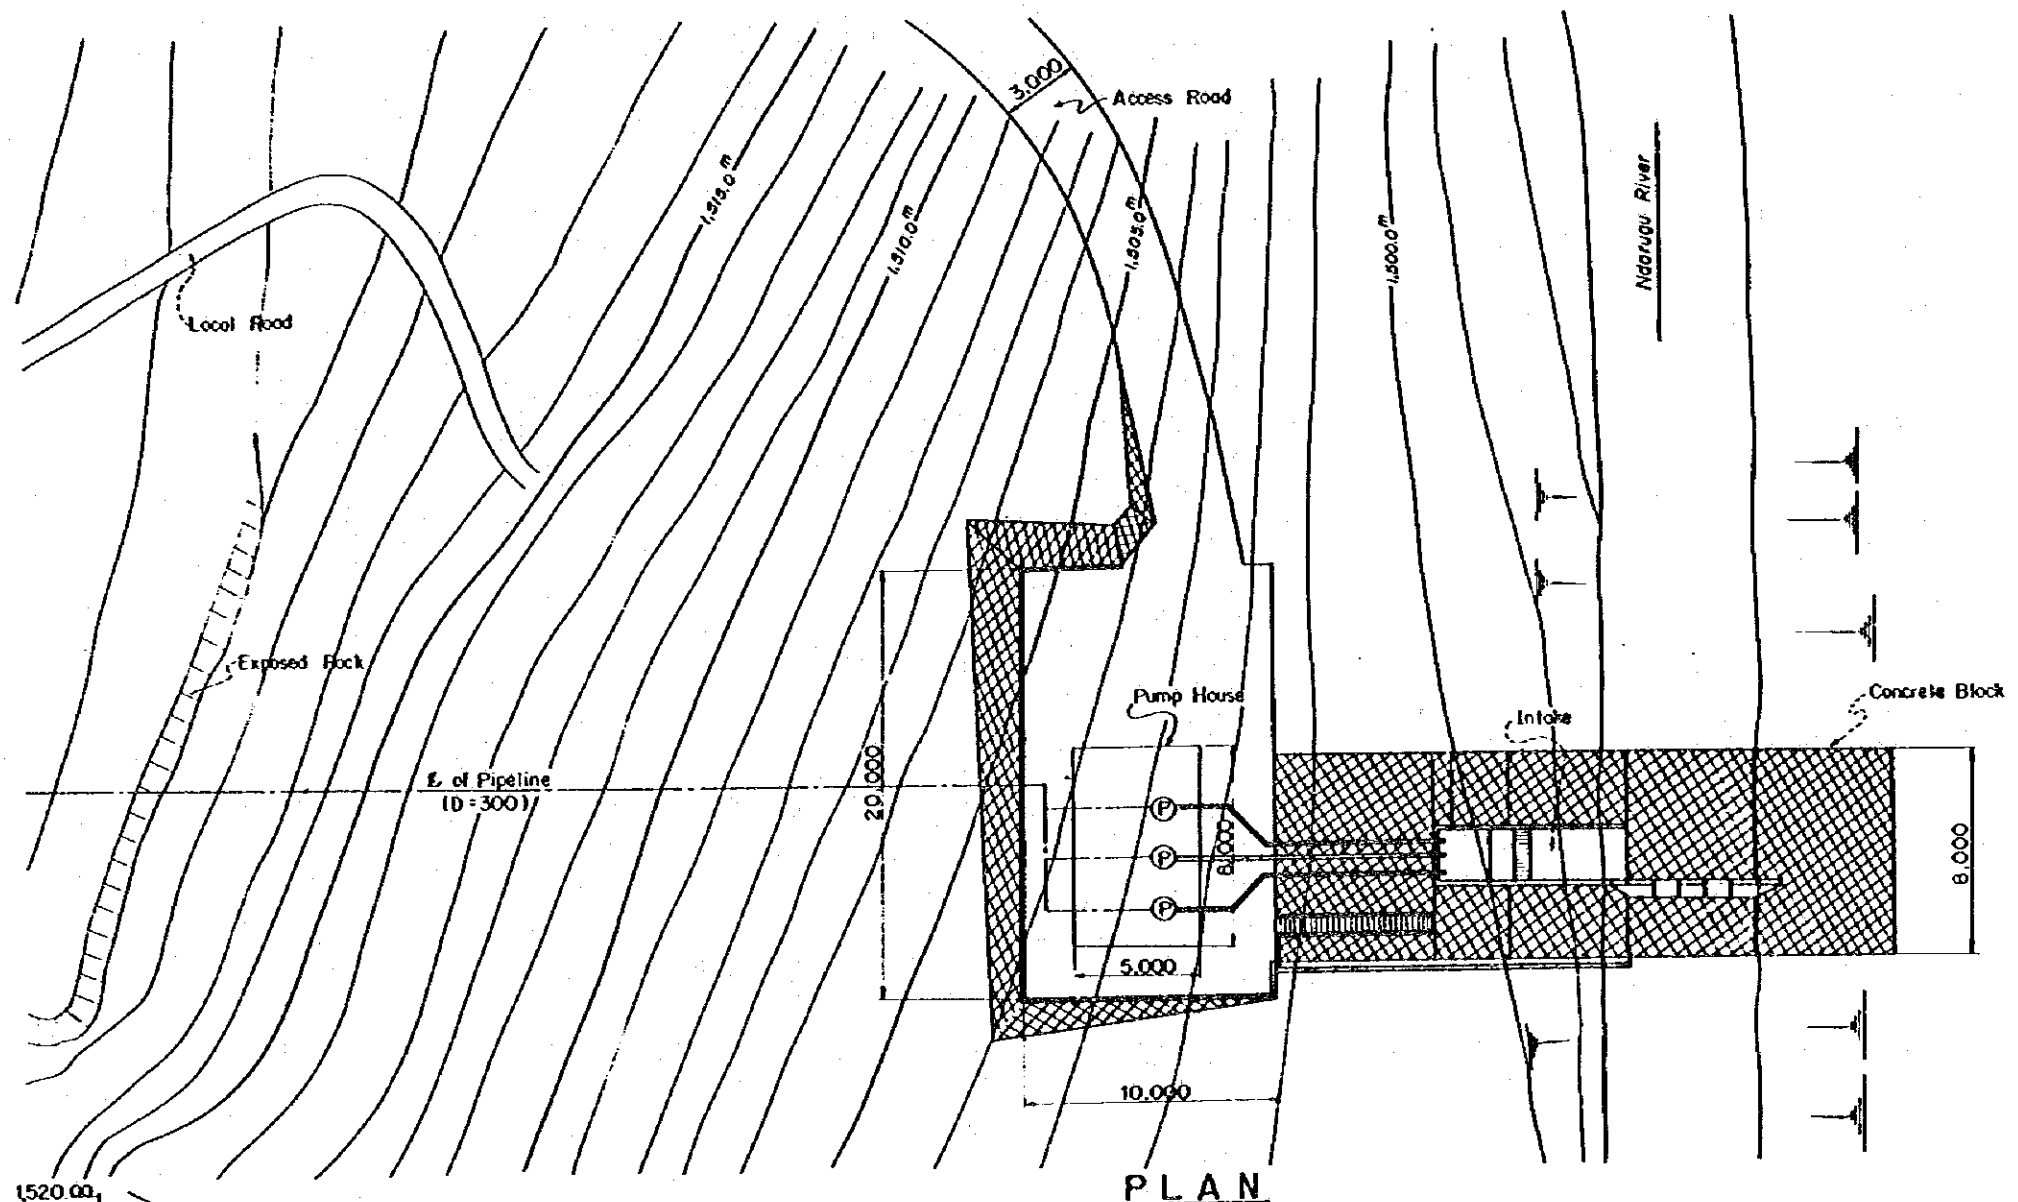 3.000
Access Road
1,515.0m
1,510.0m
1,505.0m
1,500.0m
Ndarugu River
Local Road
Exposed Rock
Pump House
Intake
Concrete Block
℄ of Pipeline
(D=300)
20.000
P
P
P
8.000
8.000
5.000
10.000
1,520.00
PLAN